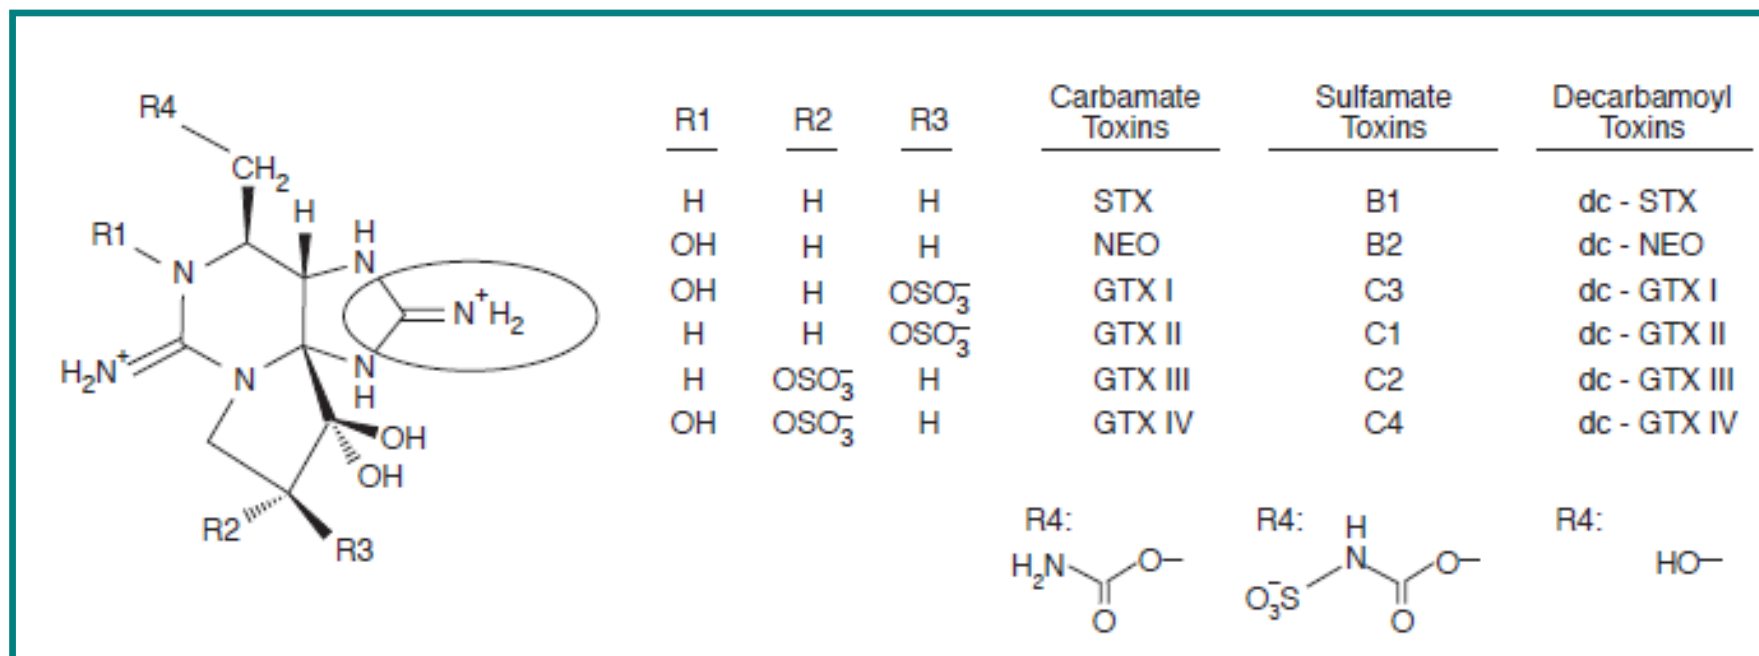 R4
CH2
R1
H
H
N
N
N+H2
H2N+
N
N
H
OH
OH
R2
R3
R1 R2 R3 Carbamate Toxins Sulfamate Toxins Decarbamoyl Toxins
H H H STX B1 dc - STX
OH H H NEO B2 dc - NEO
OH H OSO3- GTX I C3 dc - GTX I
H H OSO3- GTX II C1 dc - GTX II
H OSO3- H GTX III C2 dc - GTX III
OH OSO3- H GTX IV C4 dc - GTX IV
R4: R4: R4:
H2N O
O
H
N O
O3-S
O
HO